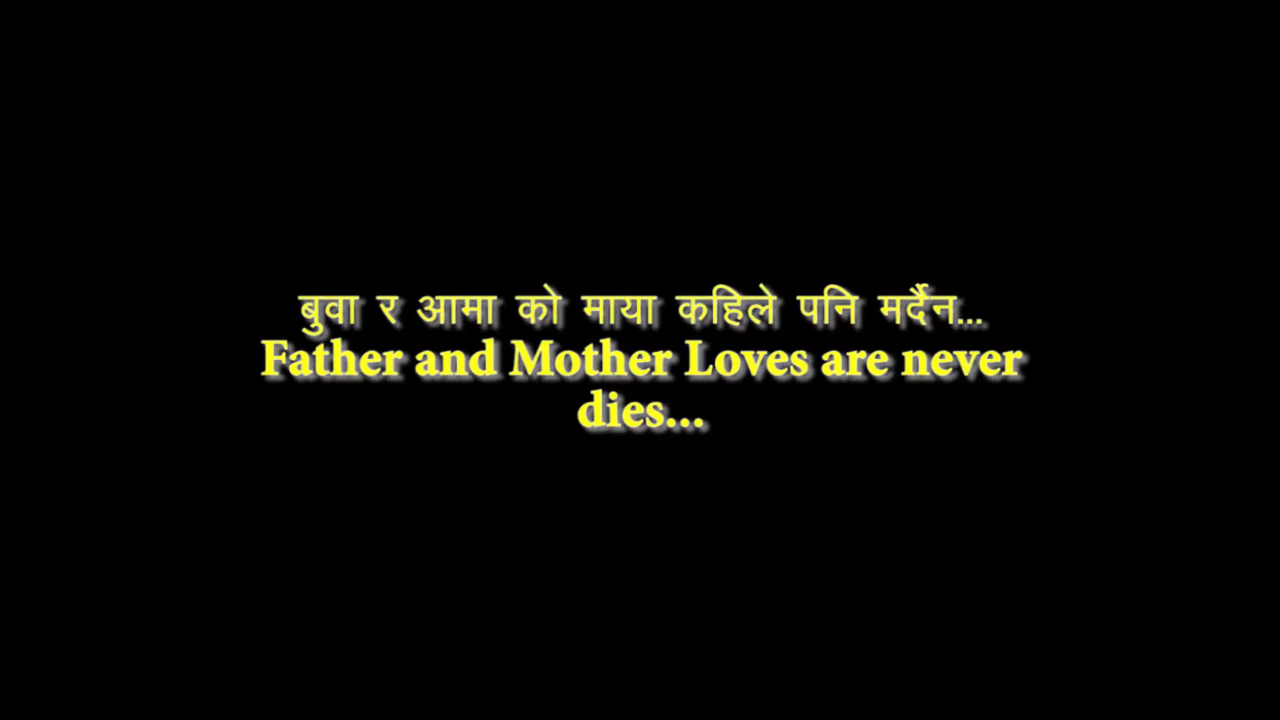 बुवा र आमा को माया कहिले पनि मर्दैन...
Father and Mother Loves are never
dies...